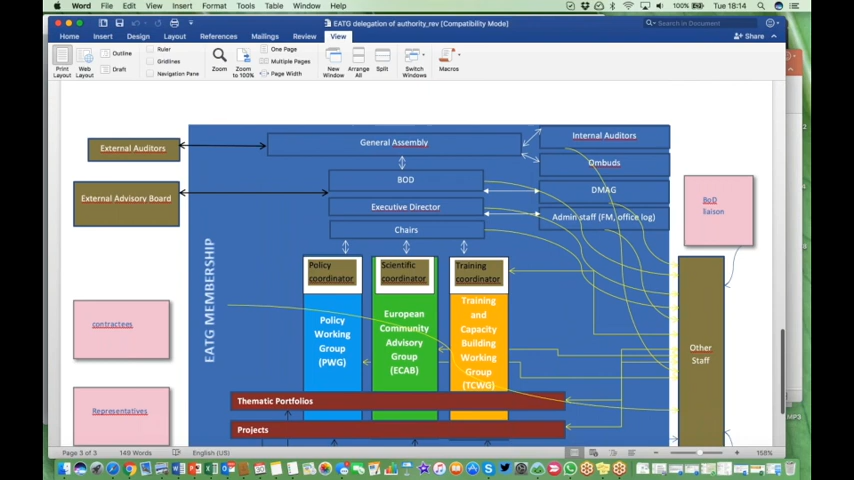 Word File Edit View Insert Format Tools Table Window Help
100% Tue 18:14
EATG delegation of authority_rev [Compatibility Mode]
Search in Document
Home Insert Design Layout References Mailings Review View
Share
Print Layout
Web Layout
Outline
Draft
Ruler
Gridlines
Navigation Pane
Zoom
Zoom to 100%
One Page
Multiple Pages
Page Width
New Window
Arrange All
Split
Switch Windows
Macros
External Auditors
General Assembly
Internal Auditors
Ombuds
External Advisory Board
BOD
DMAG
Executive Director
Admin staff (FM, office log)
Chairs
BoD
liaison
EATG MEMBERSHIP
Policy
coordinator
Scientific
coordinator
Training
coordinator
Policy
Working
Group
(PWG)
European
Community
Advisory
Group
(ECAB)
Training
and
Capacity
Building
Working
Group
(TCWG)
Other
Staff
contractees
Representatives
Thematic Portfolios
Projects
MP3
Page 3 of 3 149 Words English (US) 158%